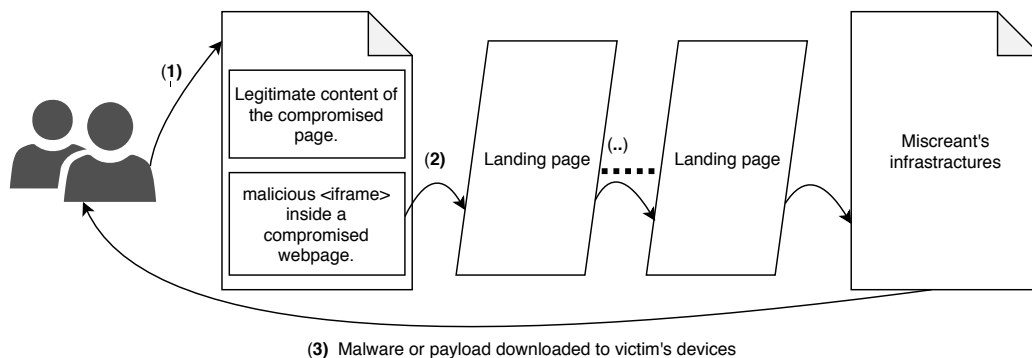 (1)
Legitimate content of
the compromised
page.
malicious <iframe>
inside a
compromised
webpage.
(2)
Landing page
(..)
Landing page
Miscreant's
infrastractures
(3) Malware or payload downloaded to victim's devices